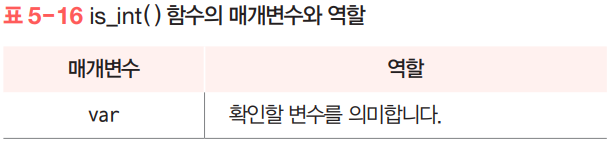 표 5-16 is_int() 함수의 매개변수와 역할
매개변수 역할
var 확인할 변수를 의미합니다.